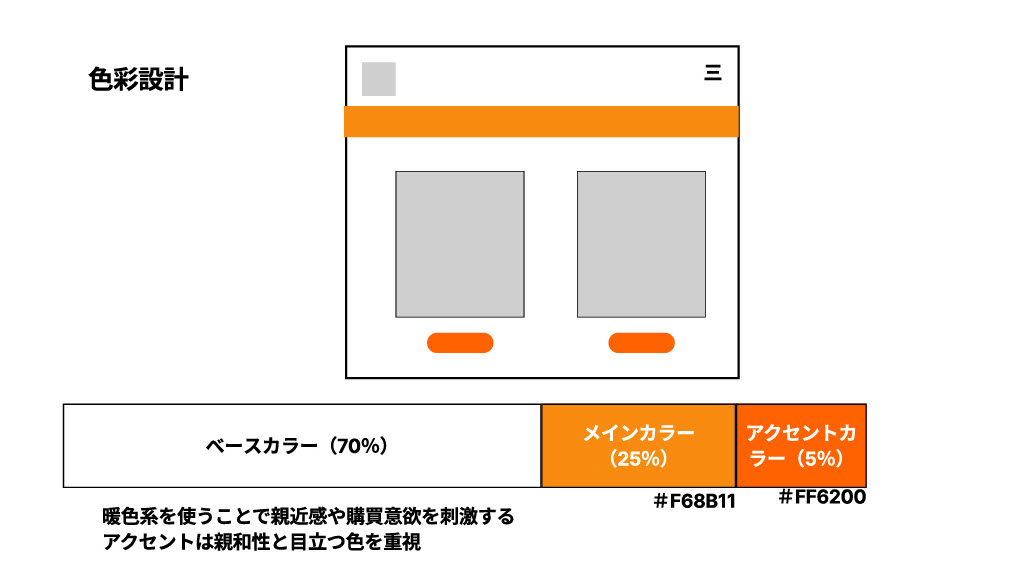 色彩設計
ベースカラー（70%）
メインカラー
（25%）
アクセントカ
ラー（5%）
＃F68B11
＃FF6200
暖色系を使うことで親近感や購買意欲を刺激する
アクセントは親和性と目立つ色を重視